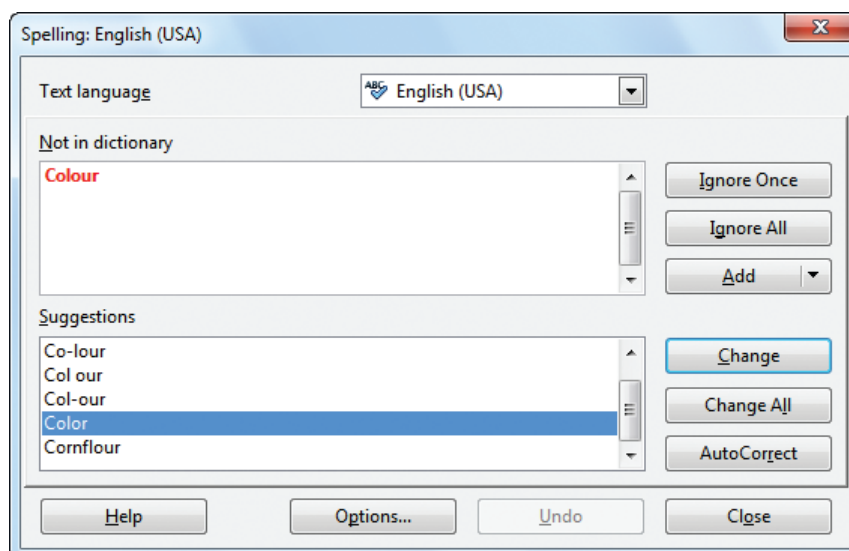 Spelling: English (USA)
Text language
ABC English (USA)
Not in dictionary
Colour
Ignore Once
Ignore All
Add
Suggestions
Co-lour
Col our
Col-our
Color
Cornflour
Change
Change All
AutoCorrect
Help
Options...
Undo
Close